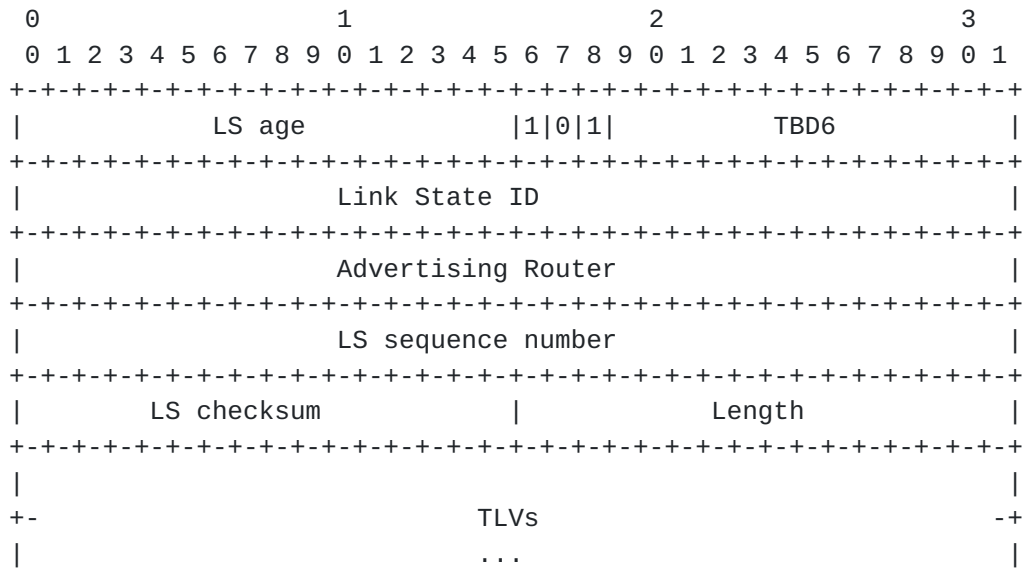 0                   1                   2                   3
 0 1 2 3 4 5 6 7 8 9 0 1 2 3 4 5 6 7 8 9 0 1 2 3 4 5 6 7 8 9 0 1
+-+-+-+-+-+-+-+-+-+-+-+-+-+-+-+-+-+-+-+-+-+-+-+-+-+-+-+-+-+-+-+-+
|            LS age             |1|0|1|          TBD6           |
+-+-+-+-+-+-+-+-+-+-+-+-+-+-+-+-+-+-+-+-+-+-+-+-+-+-+-+-+-+-+-+-+
|                    Link State ID                              |
+-+-+-+-+-+-+-+-+-+-+-+-+-+-+-+-+-+-+-+-+-+-+-+-+-+-+-+-+-+-+-+-+
|                    Advertising Router                         |
+-+-+-+-+-+-+-+-+-+-+-+-+-+-+-+-+-+-+-+-+-+-+-+-+-+-+-+-+-+-+-+-+
|                    LS sequence number                         |
+-+-+-+-+-+-+-+-+-+-+-+-+-+-+-+-+-+-+-+-+-+-+-+-+-+-+-+-+-+-+-+-+
|        LS checksum            |            Length             |
+-+-+-+-+-+-+-+-+-+-+-+-+-+-+-+-+-+-+-+-+-+-+-+-+-+-+-+-+-+-+-+-+
|                                                               |
+-                            TLVs                             -+
|                             ...                               |